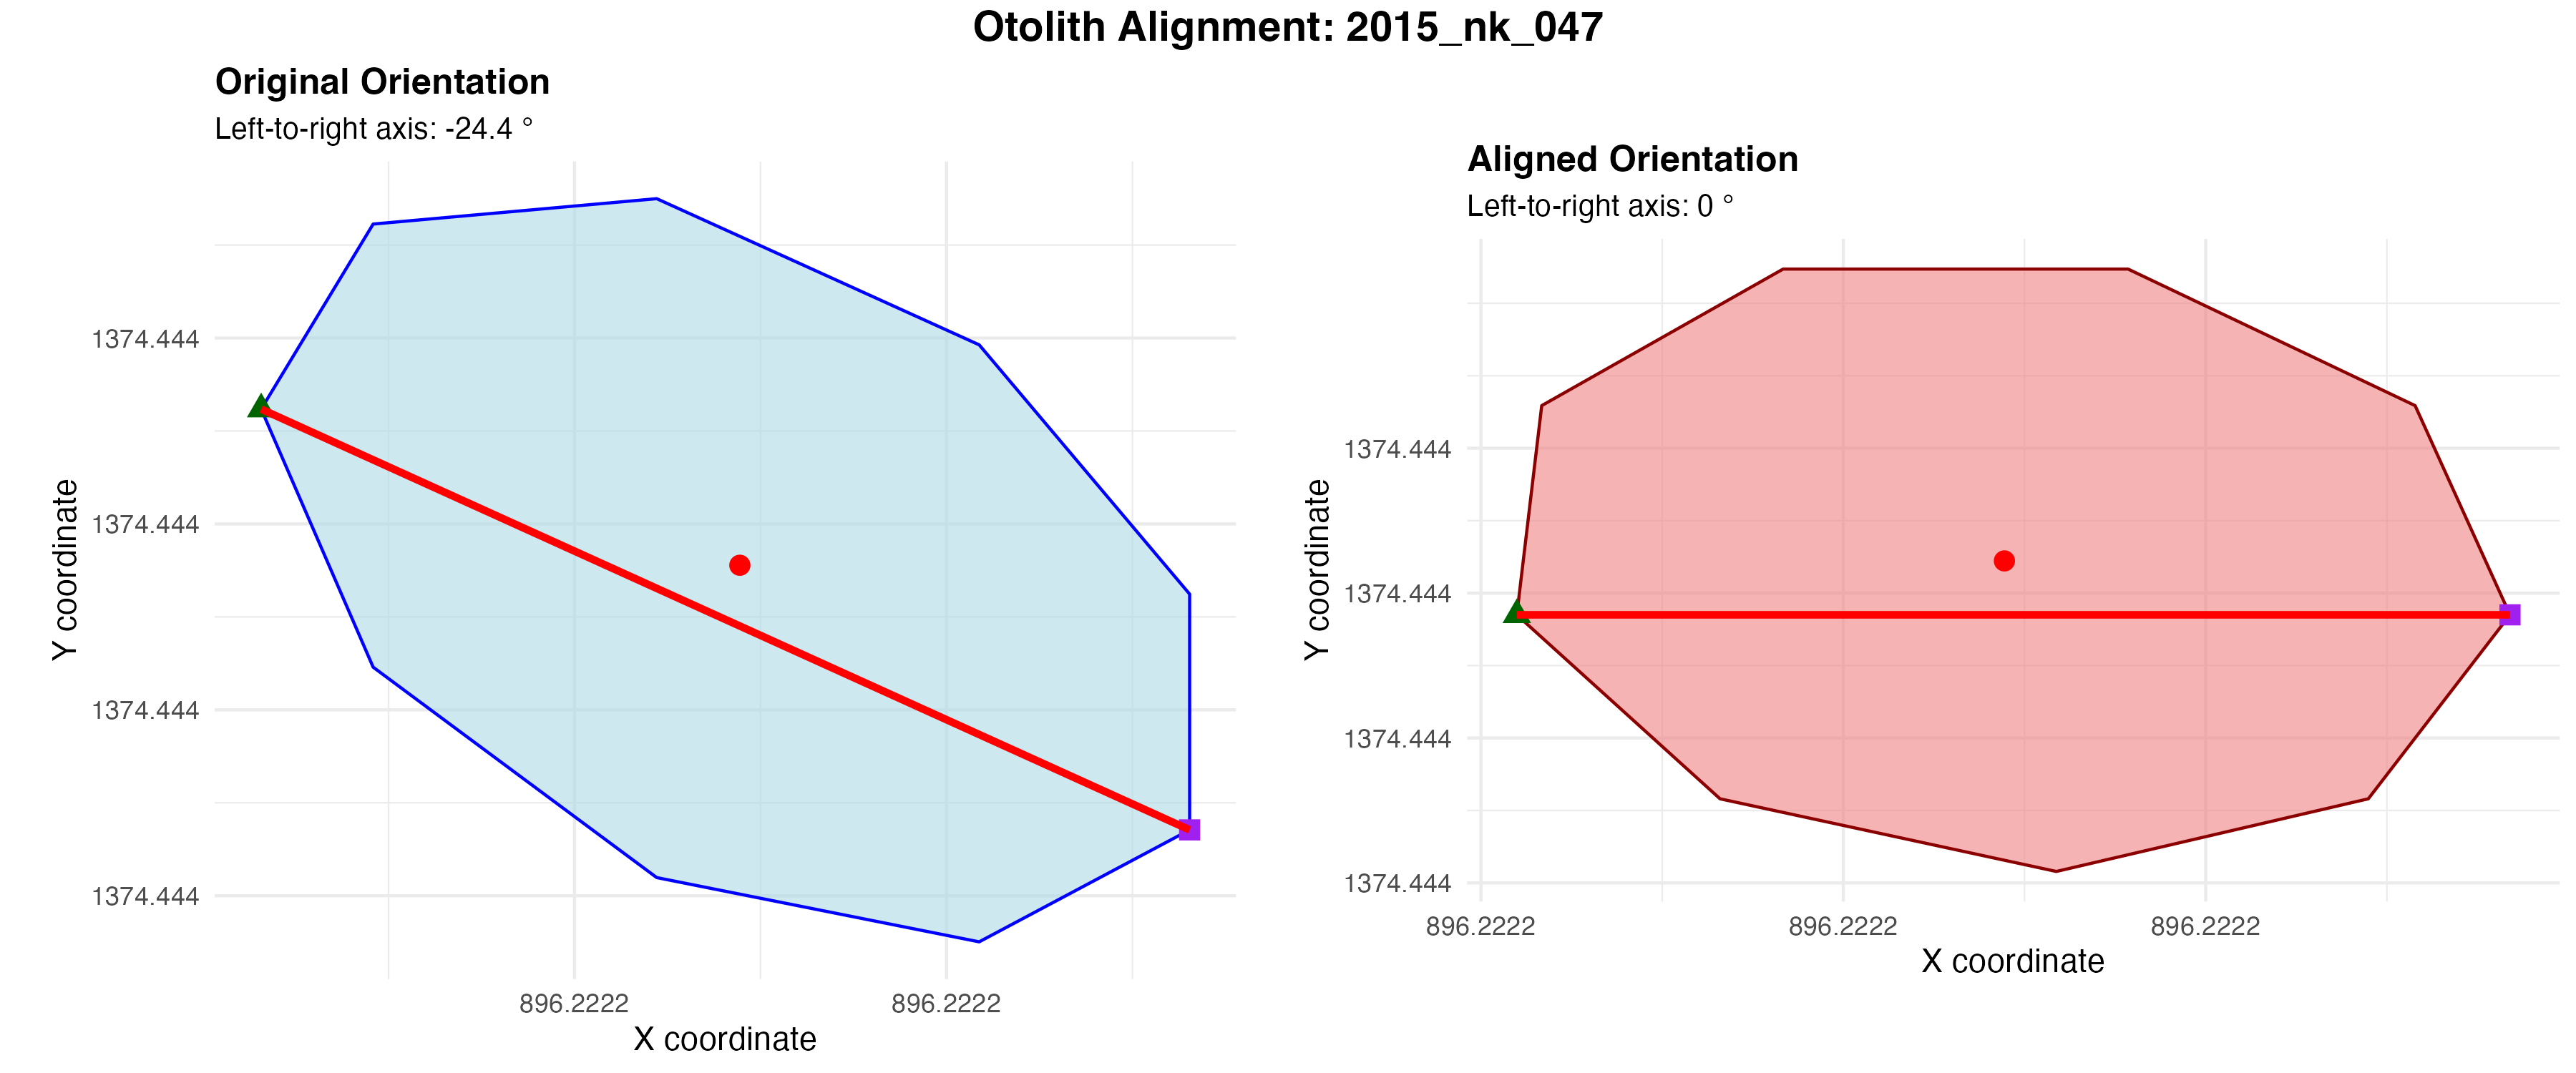 Otolith Alignment: 2015_nk_047
Original Orientation
Left-to-right axis: -24.4 °
Y coordinate
1374.444
1374.444
1374.444
1374.444
896.2222 896.2222
X coordinate
Aligned Orientation
Left-to-right axis: 0 °
Y coordinate
1374.444
1374.444
1374.444
1374.444
896.2222 896.2222 896.2222
X coordinate